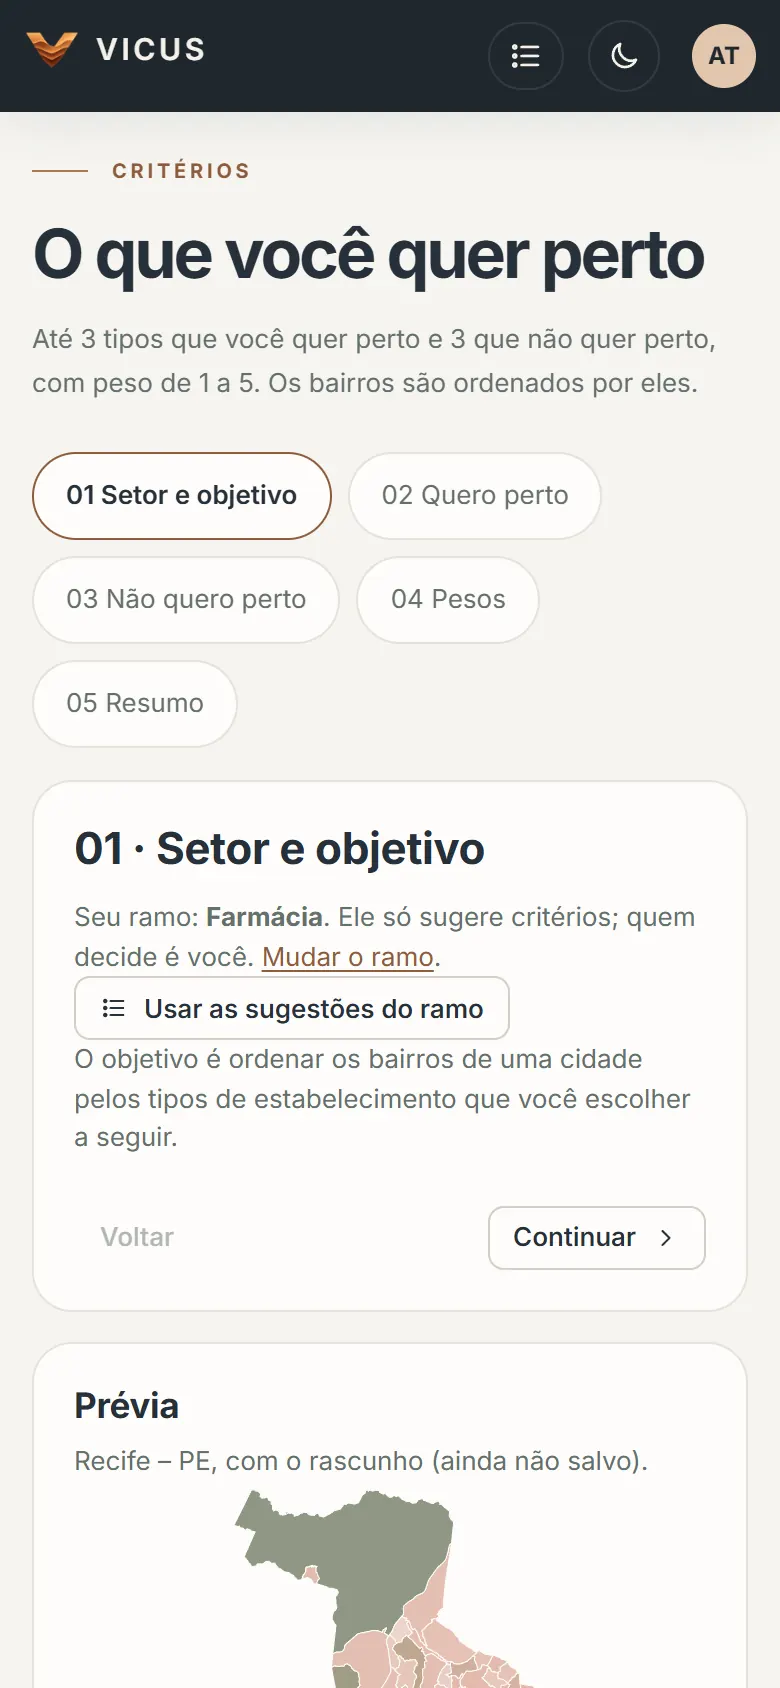 VICUS
AT
CRITÉRIOS
O que você quer perto
Até 3 tipos que você quer perto e 3 que não quer perto,
com peso de 1 a 5. Os bairros são ordenados por eles.
01 Setor e objetivo
02 Quero perto
03 Não quero perto
04 Pesos
05 Resumo
01 · Setor e objetivo
Seu ramo: Farmácia. Ele só sugere critérios; quem
decide é você. Mudar o ramo.
Usar as sugestões do ramo
O objetivo é ordenar os bairros de uma cidade
pelos tipos de estabelecimento que você escolher
a seguir.
Voltar
Continuar
Prévia
Recife – PE, com o rascunho (ainda não salvo).